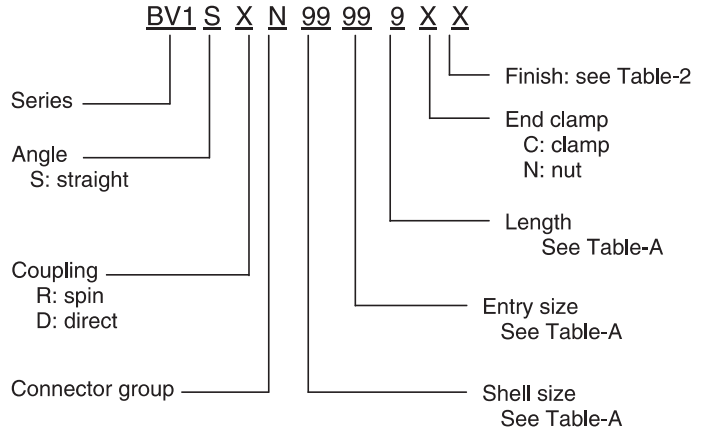 BV1 S X N 99 99 9 X X
Series
Angle
S: straight
Coupling
R: spin
D: direct
Connector group
Finish: see Table-2
End clamp
C: clamp
N: nut
Length
See Table-A
Entry size
See Table-A
Shell size
See Table-A